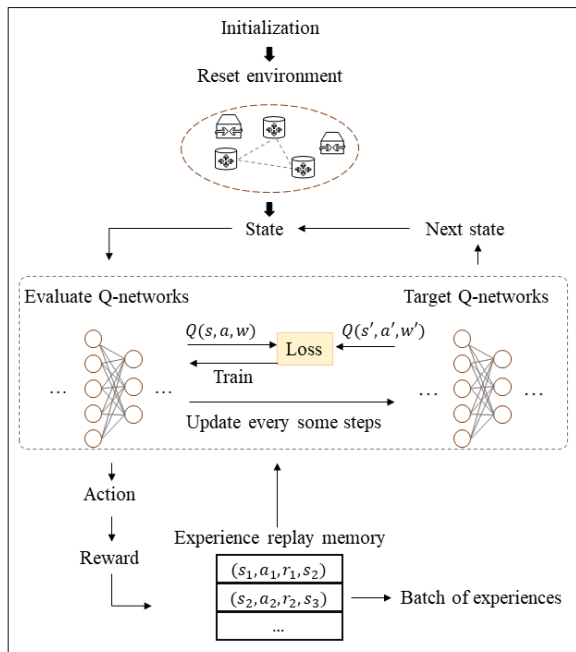 Initialization
Reset environment
State
Next state
Evaluate Q-networks
Target Q-networks
Q(s,a,w)
Loss
Q(s′,a′,w′)
Train
...
...
...
...
Update every some steps
Action
Experience replay memory
Reward
(s₁,a₁,r₁,s₂)
(s₂,a₂,r₂,s₃)
...
Batch of experiences